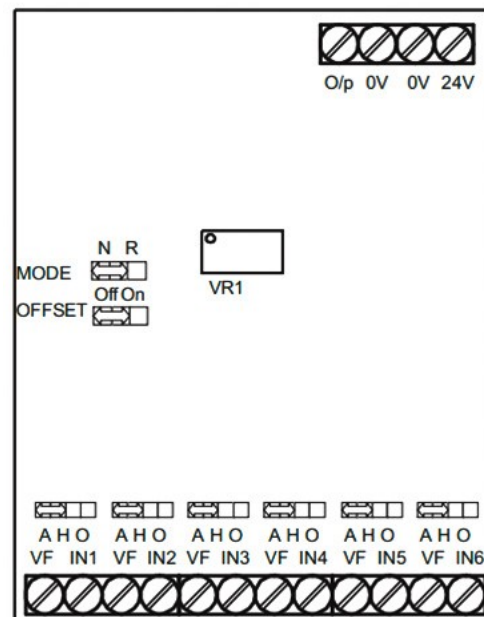 O/p 0V 0V 24V
N R
MODE
VR1
Off On
OFFSET
A H O A H O A H O A H O A H O A H O
VF IN1 VF IN2 VF IN3 VF IN4 VF IN5 VF IN6